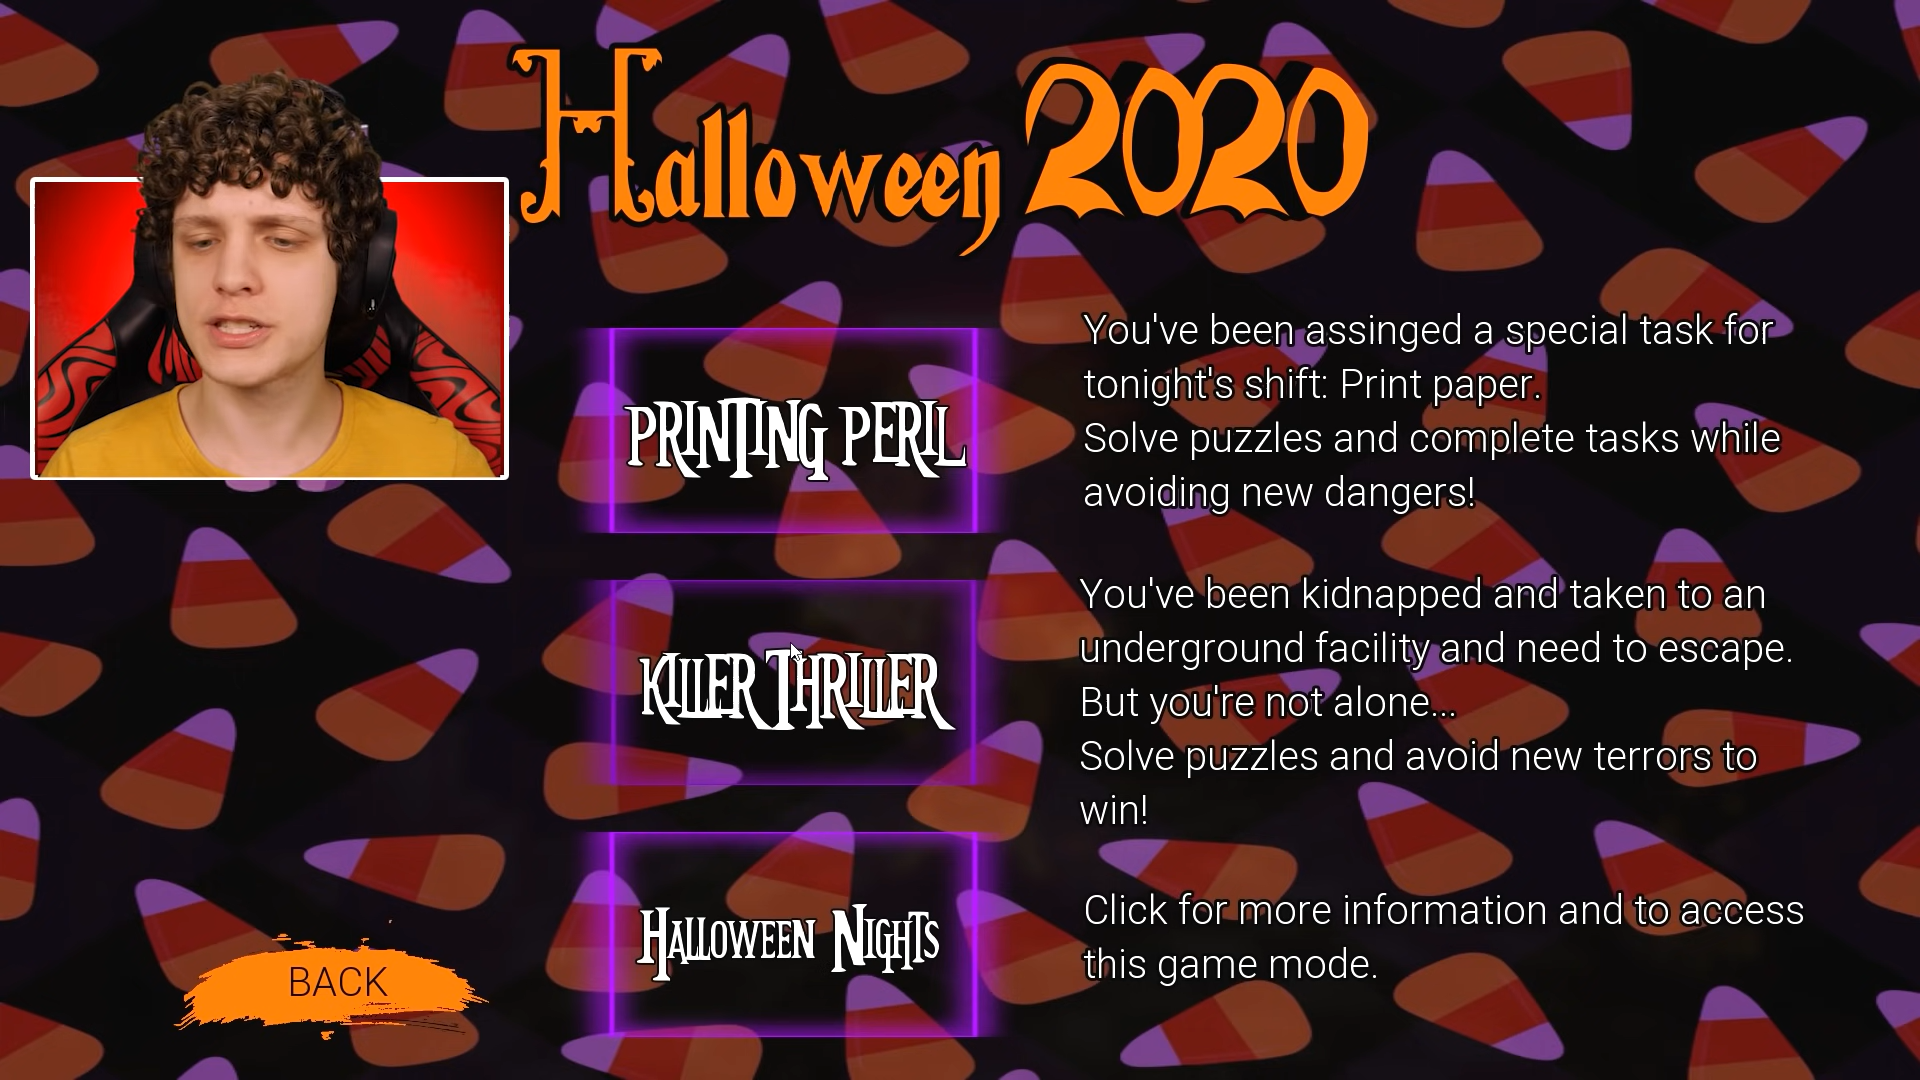 Halloween 2020
PRINTING PERIL
You've been assinged a special task for
tonight's shift: Print paper.
Solve puzzles and complete tasks while
avoiding new dangers!
KILLER THRILLER
You've been kidnapped and taken to an
underground facility and need to escape.
But you're not alone...
Solve puzzles and avoid new terrors to
win!
HALLOWEEN NIGHTS
Click for more information and to access
this game mode.
BACK